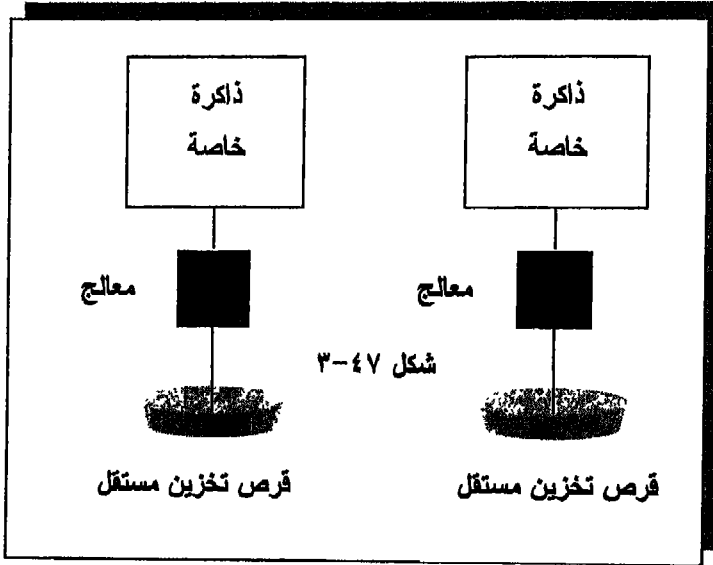 ذاكرة
خاصة
ذاكرة
خاصة
معالج
معالج
شكل ٤٧-٣
قرص تخزين مستقل
قرص تخزين مستقل